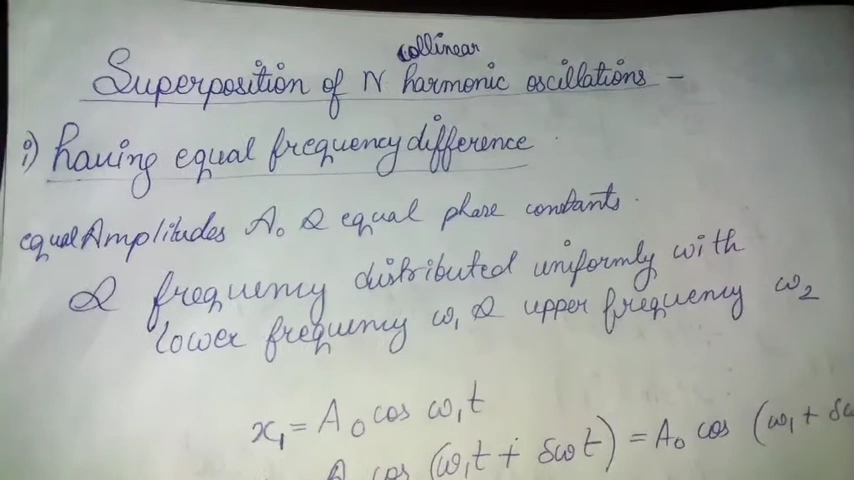 collinear
Superposition of N harmonic oscillations -
i) having equal frequency difference
equal Amplitudes A₀ & equal phase constants.
& frequency distributed uniformly with
lower frequency ω₁ & upper frequency ω₂
x₁ = A₀ cos ω₁t
cos (ω₁t + δωt) = A₀ cos (ω₁ + δω